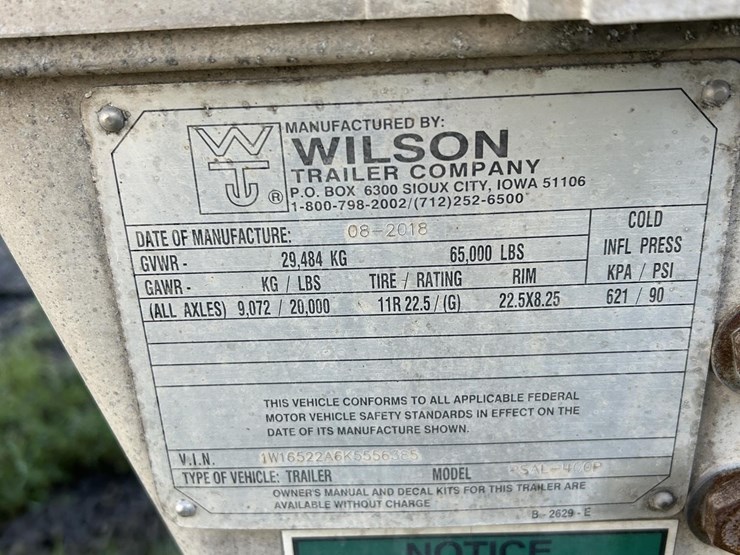 WTJ ® MANUFACTURED BY:
WILSON
TRAILER COMPANY
P.O. BOX 6300 SIOUX CITY, IOWA 51106
1-800-798-2002/(712)252-6500
DATE OF MANUFACTURE: 08-2018 COLD
GVWR - 29,484 KG 65,000 LBS INFL PRESS
GAWR - KG / LBS TIRE / RATING RIM KPA / PSI
(ALL AXLES) 9,072 / 20,000 11R 22.5 / (G) 22.5X8.25 621 / 90
THIS VEHICLE CONFORMS TO ALL APPLICABLE FEDERAL
MOTOR VEHICLE SAFETY STANDARDS IN EFFECT ON THE
DATE OF ITS MANUFACTURE SHOWN.
V.I.N.
TYPE OF VEHICLE: TRAILER MODEL
OWNER'S MANUAL AND DECAL KITS FOR THIS TRAILER ARE
AVAILABLE WITHOUT CHARGE B - 2629 - E
NOTICE